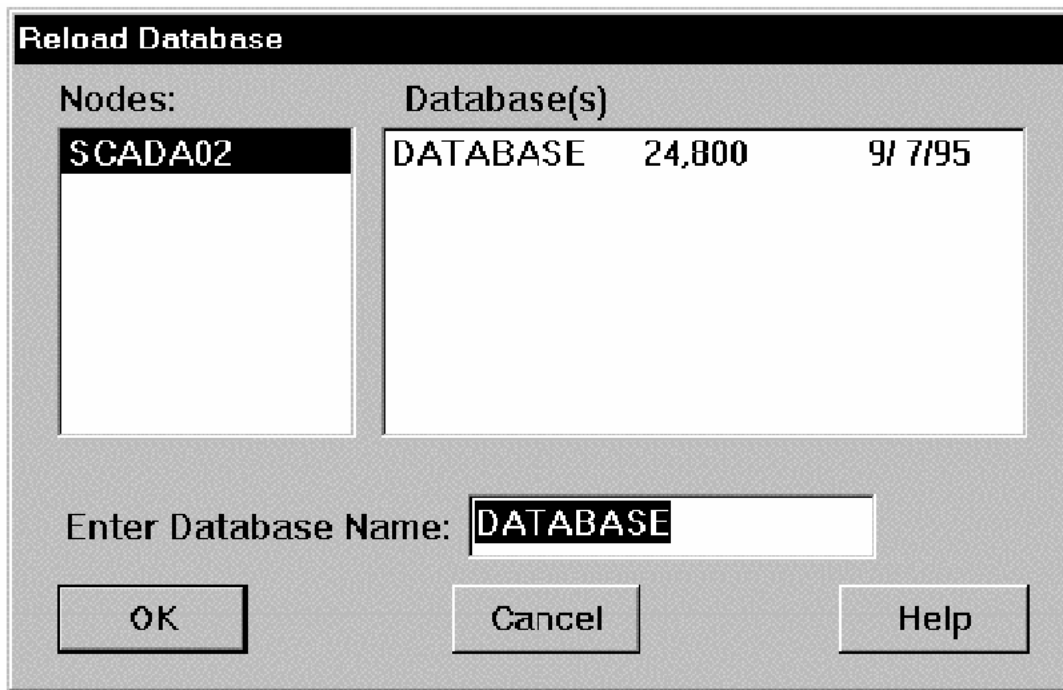 Reload Database
Nodes: Database(s)
SCADA02 DATABASE 24,800 9/ 7/95
Enter Database Name: DATABASE
OK Cancel Help